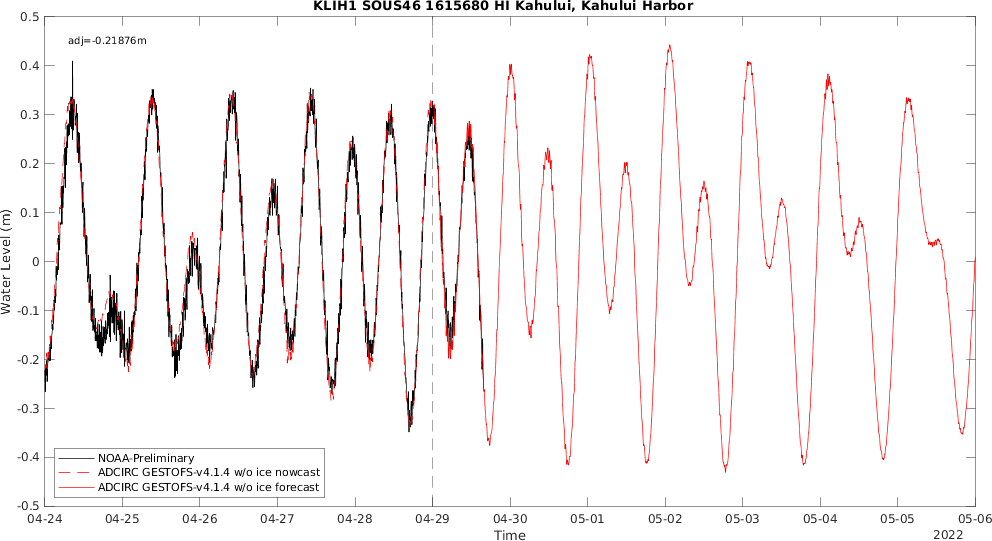 KLIH1 SOUS46 1615680 HI Kahului, Kahului Harbor
adj=-0.21876m
0.5
0.4
0.3
0.2
0.1
0
-0.1
-0.2
-0.3
-0.4
-0.5
Water Level (m)
NOAA-Preliminary
ADCIRC GESTOFS-v4.1.4 w/o ice nowcast
ADCIRC GESTOFS-v4.1.4 w/o ice forecast
04-24 04-25 04-26 04-27 04-28 04-29 04-30 05-01 05-02 05-03 05-04 05-05 05-06
Time
2022